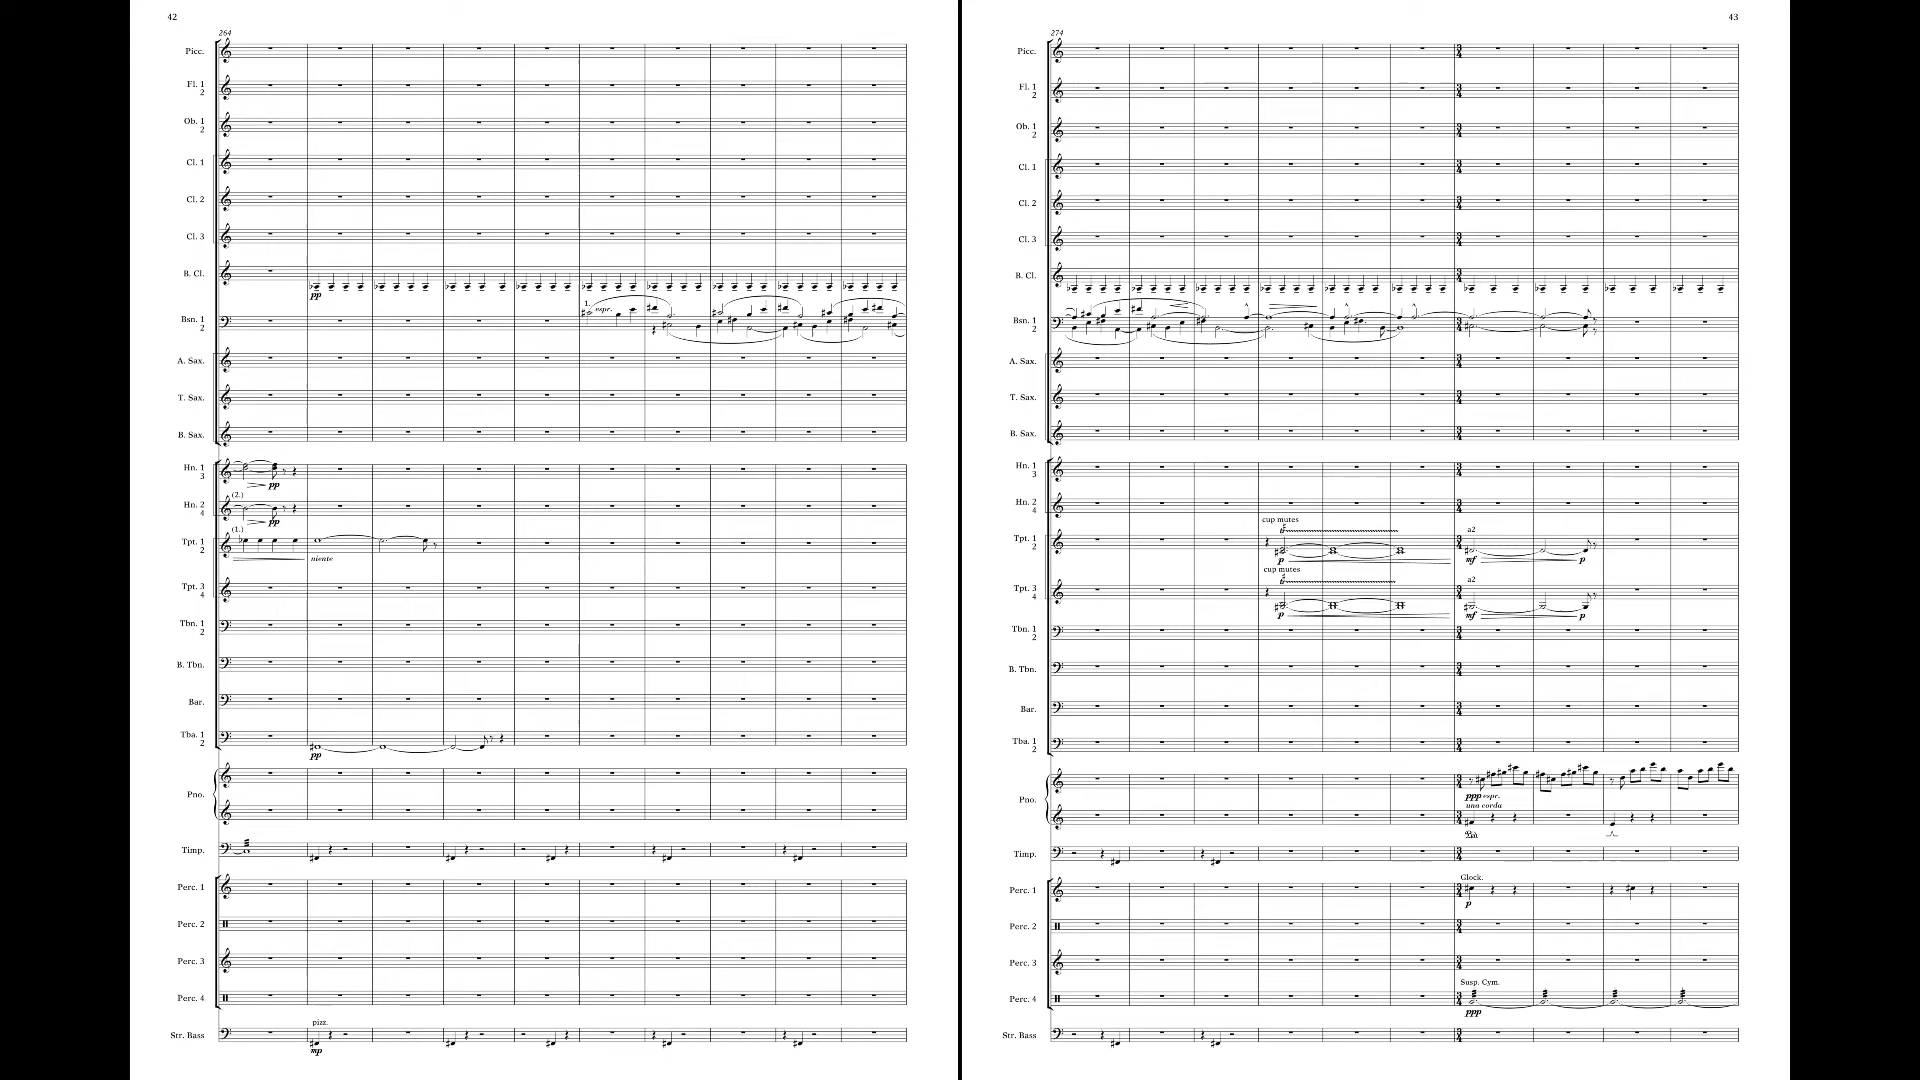 42
264
Picc.
Fl. 1
2
Ob. 1
2
Cl. 1
Cl. 2
Cl. 3
B. Cl.
pp
1.
espr.
Bsn. 1
2
A. Sax.
T. Sax.
B. Sax.
Hn. 1
3
pp
(2.)
Hn. 2
4
pp
(1.)
Tpt. 1
2
niente
Tpt. 3
4
Tbn. 1
2
B. Tbn.
Bar.
Tba. 1
2
pp
Pno.
Timp.
Perc. 1
Perc. 2
Perc. 3
Perc. 4
pizz.
Str. Bass
mp
43
274
Picc.
Fl. 1
2
Ob. 1
2
Cl. 1
Cl. 2
Cl. 3
B. Cl.
Bsn. 1
2
A. Sax.
T. Sax.
B. Sax.
Hn. 1
3
Hn. 2
4
cup mutes
a2
Tpt. 1
2
p
mf
p
cup mutes
a2
Tpt. 3
4
p
mf
p
Tbn. 1
2
B. Tbn.
Bar.
Tba. 1
2
Pno.
ppp espr.
una corda
Ped.
Timp.
Glock.
Perc. 1
p
Perc. 2
Perc. 3
Susp. Cym.
Perc. 4
ppp
Str. Bass